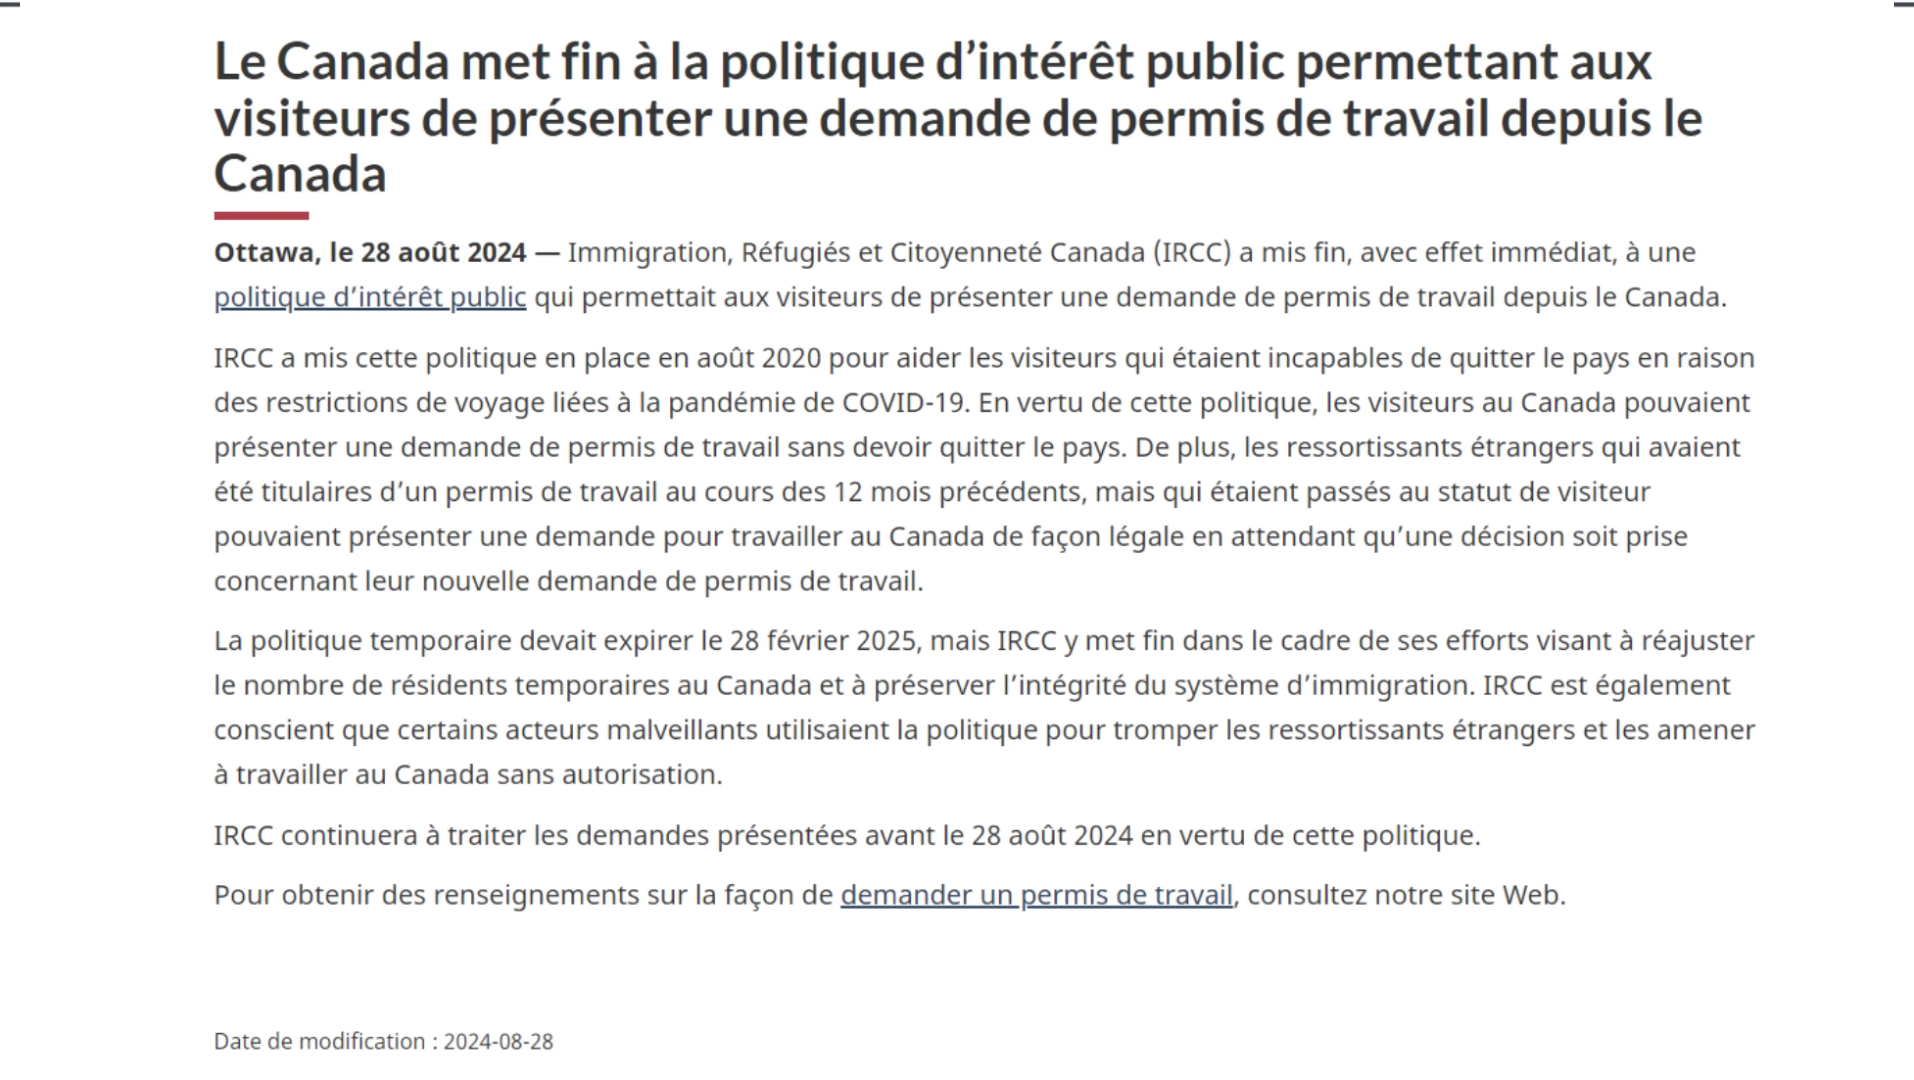 Le Canada met fin à la politique d’intérêt public permettant aux
visiteurs de présenter une demande de permis de travail depuis le
Canada
Ottawa, le 28 août 2024 — Immigration, Réfugiés et Citoyenneté Canada (IRCC) a mis fin, avec effet immédiat, à une
politique d’intérêt public qui permettait aux visiteurs de présenter une demande de permis de travail depuis le Canada.
IRCC a mis cette politique en place en août 2020 pour aider les visiteurs qui étaient incapables de quitter le pays en raison
des restrictions de voyage liées à la pandémie de COVID-19. En vertu de cette politique, les visiteurs au Canada pouvaient
présenter une demande de permis de travail sans devoir quitter le pays. De plus, les ressortissants étrangers qui avaient
été titulaires d’un permis de travail au cours des 12 mois précédents, mais qui étaient passés au statut de visiteur
pouvaient présenter une demande pour travailler au Canada de façon légale en attendant qu’une décision soit prise
concernant leur nouvelle demande de permis de travail.
La politique temporaire devait expirer le 28 février 2025, mais IRCC y met fin dans le cadre de ses efforts visant à réajuster
le nombre de résidents temporaires au Canada et à préserver l’intégrité du système d’immigration. IRCC est également
conscient que certains acteurs malveillants utilisaient la politique pour tromper les ressortissants étrangers et les amener
à travailler au Canada sans autorisation.
IRCC continuera à traiter les demandes présentées avant le 28 août 2024 en vertu de cette politique.
Pour obtenir des renseignements sur la façon de demander un permis de travail, consultez notre site Web.
Date de modification : 2024-08-28